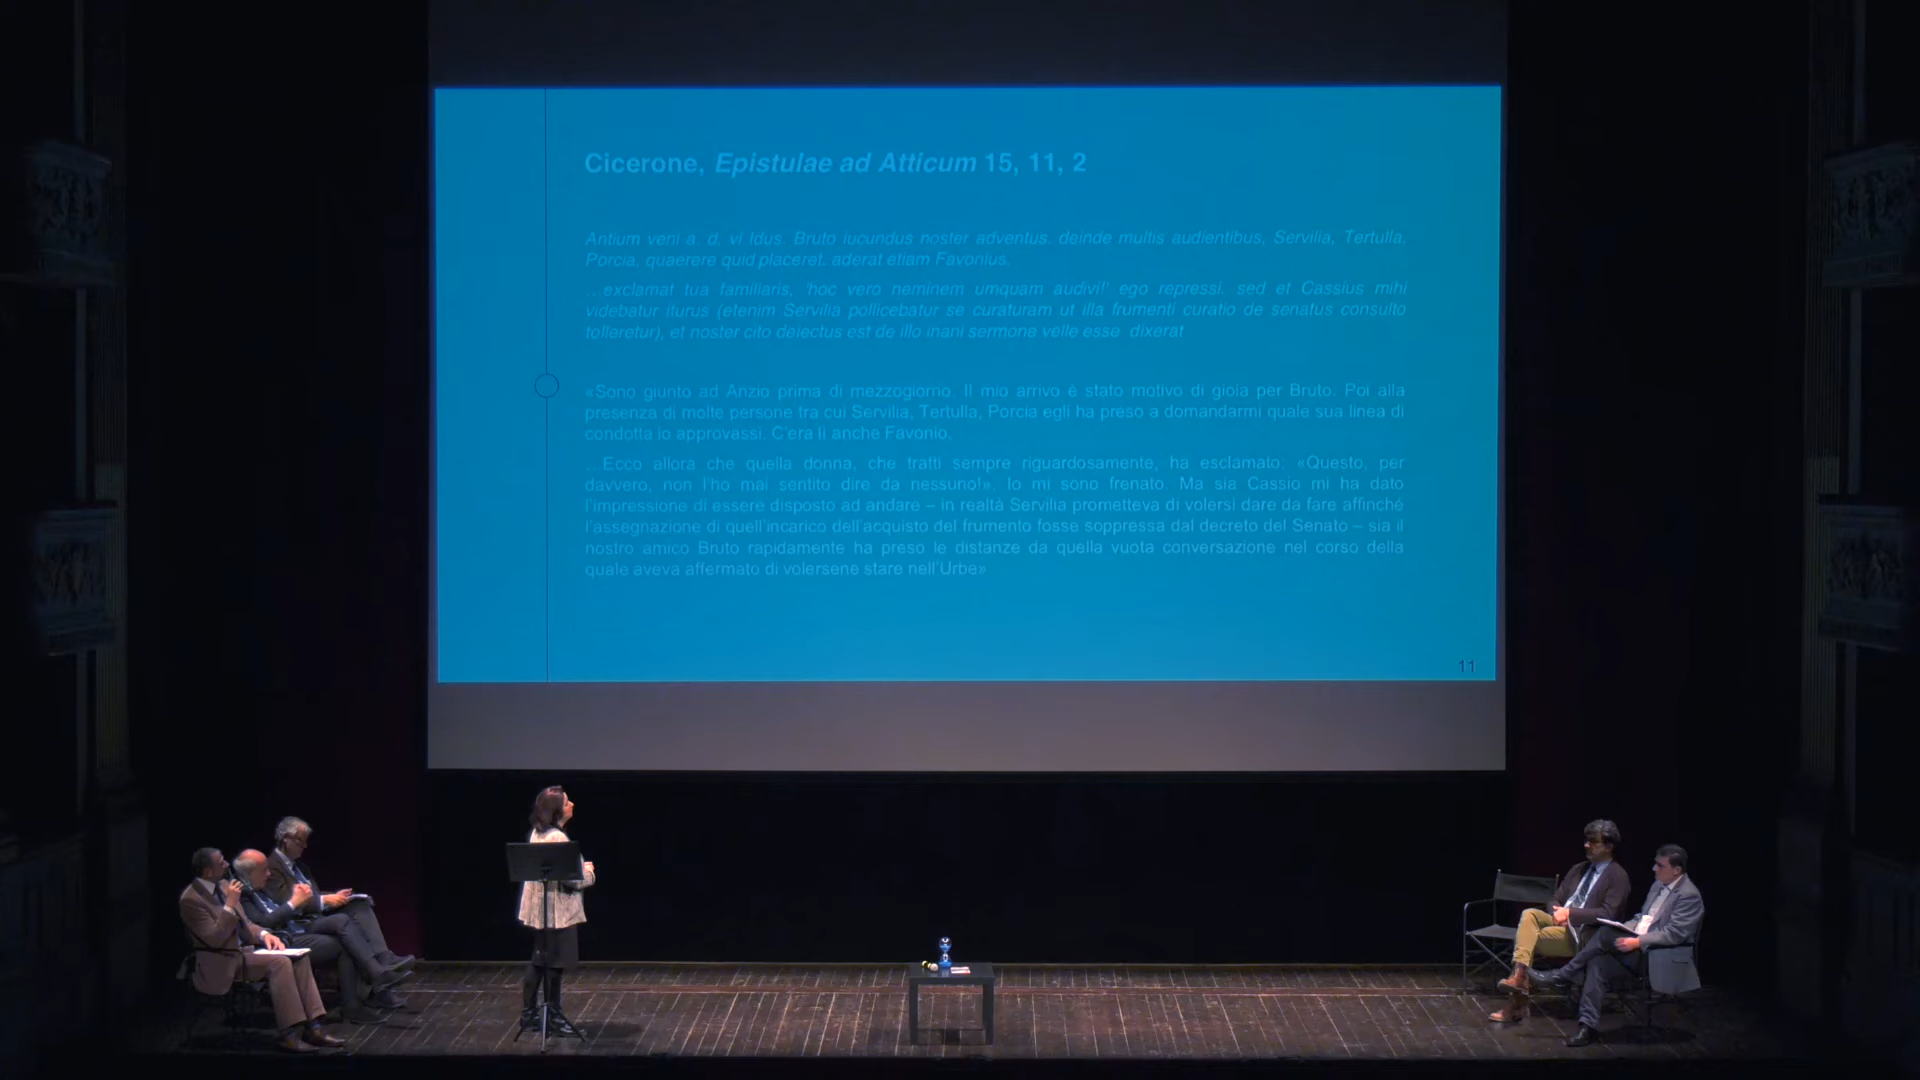 Cicerone, Epistulae ad Atticum 15, 11, 2
Antium veni a. d. vi Idus. Bruto iucundus noster adventus. deinde multis audientibus, Servilia, Tertulla,
Porcia, quaerere quid placeret. aderat etiam Favonius.
…exclamat tua familiaris, 'hoc vero neminem umquam audivi!' ego repressi. sed et Cassius mihi
videbatur iturus (etenim Servilia pollicebatur se curaturam ut illa frumenti curatio de senatus consulto
tolleretur), et noster cito deiectus est de illo inani sermone velle esse dixerat
«Sono giunto ad Anzio prima di mezzogiorno. Il mio arrivo è stato motivo di gioia per Bruto. Poi alla
presenza di molte persone tra cui Servilia, Tertulla, Porcia egli ha preso a domandarmi quale sua linea di
condotta io approvassi. C'era lì anche Favonio.
…Ecco allora che quella donna, che tratti sempre riguardosamente, ha esclamato: «Questo, per
davvero, non l'ho mai sentito dire da nessuno!». Io mi sono frenato. Ma sia Cassio mi ha dato
l'impressione di essere disposto ad andare – in realtà Servilia prometteva di volersi dare da fare affinché
l'assegnazione di quell'incarico dell'acquisto del frumento fosse soppressa dal decreto del Senato – sia il
nostro amico Bruto rapidamente ha preso le distanze da quella vuota conversazione nel corso della
quale aveva affermato di volersene stare nell'Urbe»
11